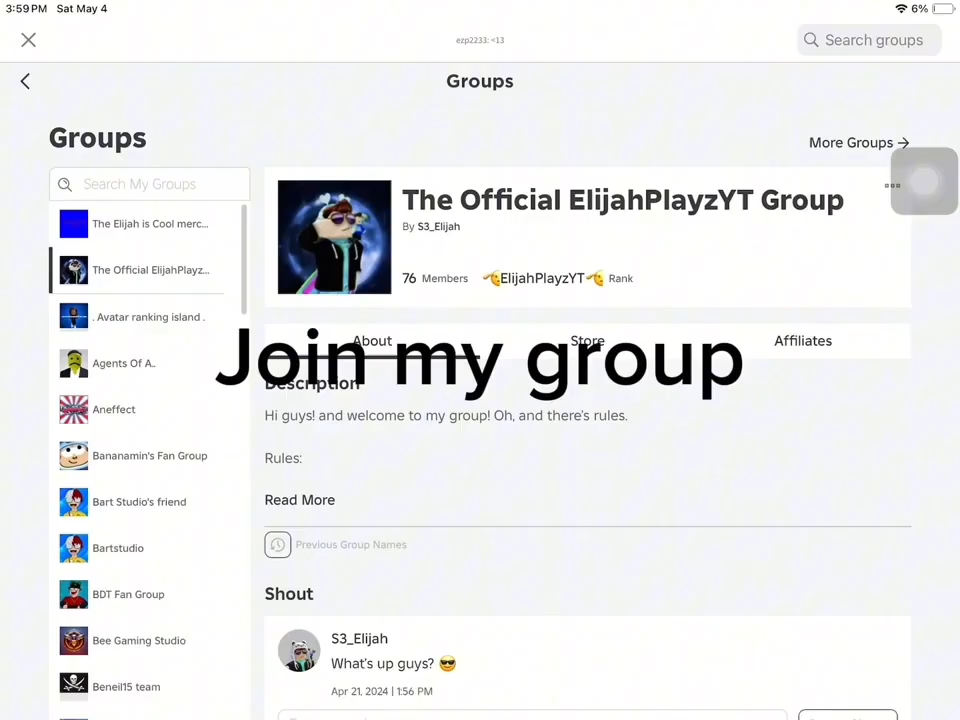 3:59 PM Sat May 4
6%
ezp2233: <13
Search groups
Groups
Groups
More Groups →
Search My Groups
The Elijah is Cool merc...
The Official ElijahPlayz...
. Avatar ranking island .
Agents Of A..
Aneffect
Bananamin's Fan Group
Bart Studio's friend
Bartstudio
BDT Fan Group
Bee Gaming Studio
Beneil15 team
The Official ElijahPlayzYT Group
By S3_Elijah
76 Members 🫡ElijahPlayzYT🫡 Rank
About Store Affiliates
Join my group
Description
Hi guys! and welcome to my group! Oh, and there's rules.
Rules:
Read More
Previous Group Names
Shout
S3_Elijah
What's up guys? 😎
Apr 21, 2024 | 1:56 PM